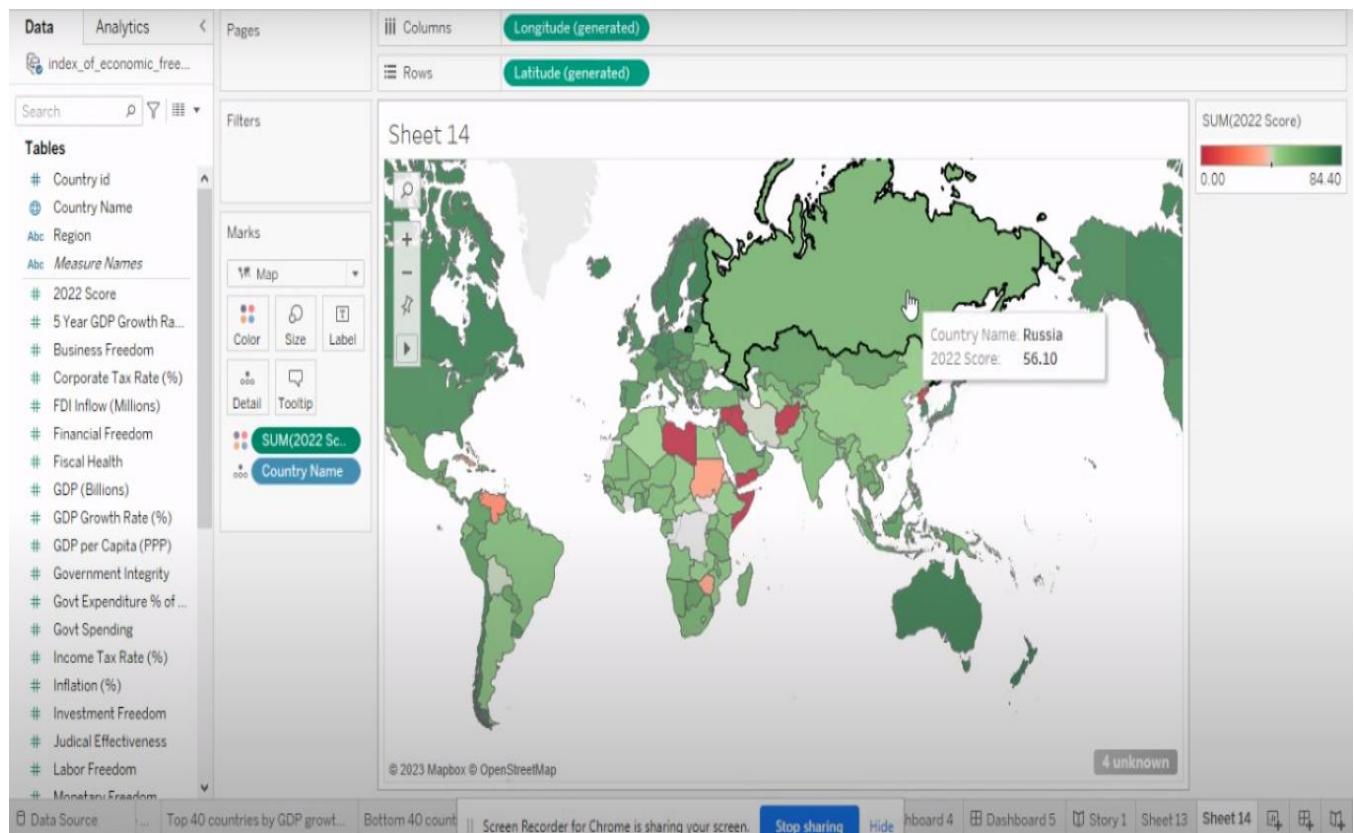 Data
Analytics
index_of_economic_free...
Search
Tables
# Country id
Country Name
Abc Region
Abc Measure Names
# 2022 Score
# 5 Year GDP Growth Ra...
# Business Freedom
# Corporate Tax Rate (%)
# FDI Inflow (Millions)
# Financial Freedom
# Fiscal Health
# GDP (Billions)
# GDP Growth Rate (%)
# GDP per Capita (PPP)
# Government Integrity
# Govt Expenditure % of ...
# Govt Spending
# Income Tax Rate (%)
# Inflation (%)
# Investment Freedom
# Judical Effectiveness
# Labor Freedom
# Monetary Freedom
Pages
Filters
Marks
Map
Color
Size
Label
Detail
Tooltip
SUM(2022 Sc..
Country Name
Columns
Longitude (generated)
Rows
Latitude (generated)
Sheet 14
Country Name: Russia
2022 Score: 56.10
© 2023 Mapbox © OpenStreetMap
4 unknown
SUM(2022 Score)
0.00
84.40
Data Source
...
Top 40 countries by GDP growt...
Bottom 40 count
Screen Recorder for Chrome is sharing your screen.
Stop sharing
Hide
hboard 4
Dashboard 5
Story 1
Sheet 13
Sheet 14